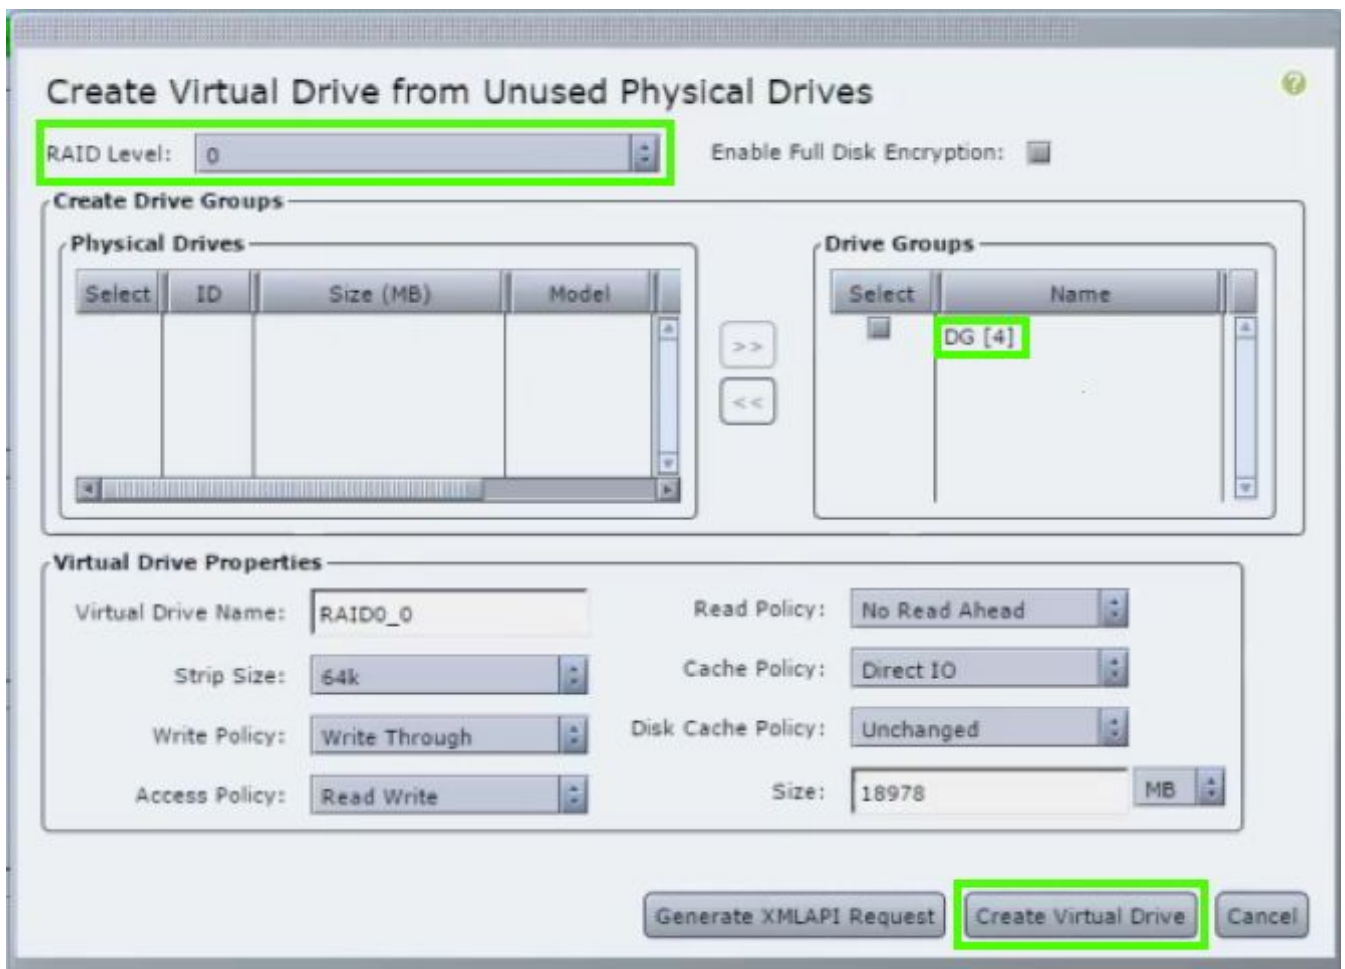 Create Virtual Drive from Unused Physical Drives
RAID Level: 0 Enable Full Disk Encryption:
Create Drive Groups
Physical Drives
Select ID Size (MB) Model
>>
<<
Drive Groups
Select Name
DG [4]
Virtual Drive Properties
Virtual Drive Name: RAID0_0
Strip Size: 64k
Write Policy: Write Through
Access Policy: Read Write
Read Policy: No Read Ahead
Cache Policy: Direct IO
Disk Cache Policy: Unchanged
Size: 18978 MB
Generate XMLAPI Request Create Virtual Drive Cancel